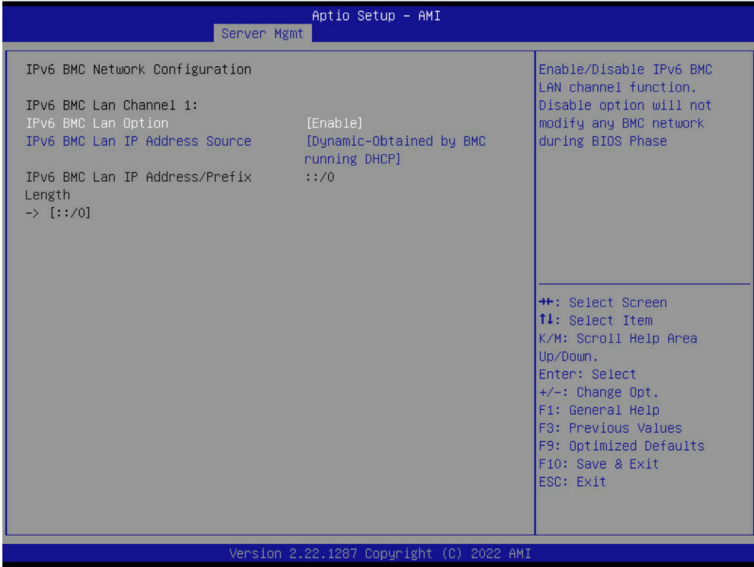 Aptio Setup – AMI
Server Mgmt
IPv6 BMC Network Configuration
IPv6 BMC Lan Channel 1:
IPv6 BMC Lan Option [Enable]
IPv6 BMC Lan IP Address Source [Dynamic-Obtained by BMC
running DHCP]
IPv6 BMC Lan IP Address/Prefix ::/0
Length
-> [::/0]
Enable/Disable IPv6 BMC
LAN channel function.
Disable option will not
modify any BMC network
during BIOS Phase
→←: Select Screen
↑↓: Select Item
K/M: Scroll Help Area
Up/Down.
Enter: Select
+/-: Change Opt.
F1: General Help
F3: Previous Values
F9: Optimized Defaults
F10: Save & Exit
ESC: Exit
Version 2.22.1287 Copyright (C) 2022 AMI